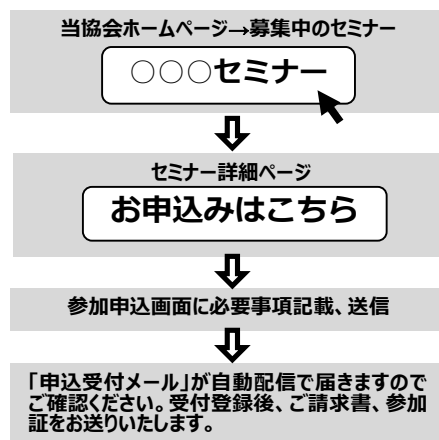 当協会ホームページ→募集中のセミナー
○○○セミナー
セミナー詳細ページ
お申込みはこちら
参加申込画面に必要事項記載、送信
「申込受付メール」が自動配信で届きますので
ご確認ください。受付登録後、ご請求書、参加
証をお送りいたします。